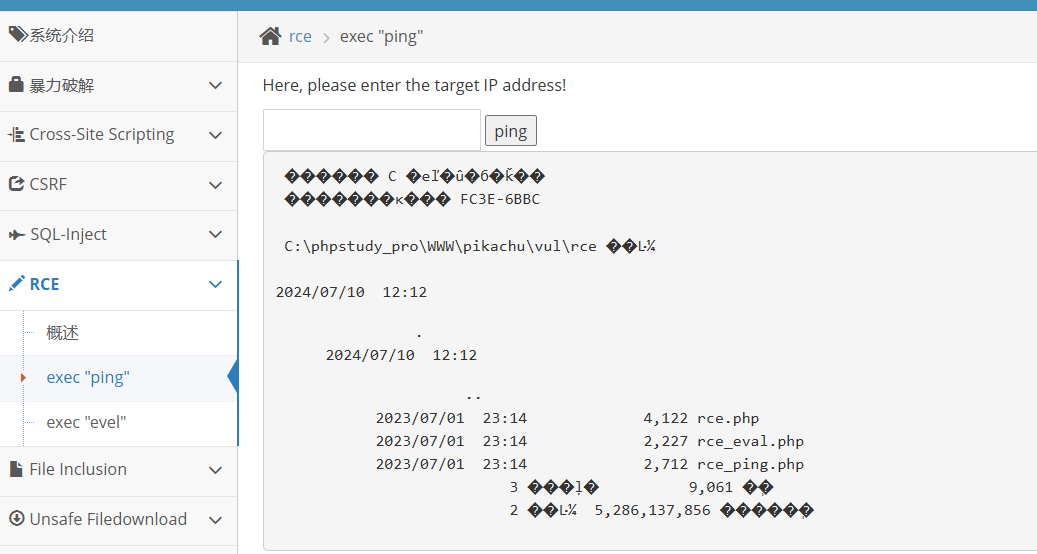 系统介绍
暴力破解
Cross-Site Scripting
CSRF
SQL-Inject
RCE
概述
exec "ping"
exec "evel"
File Inclusion
Unsafe Filedownload
rce > exec "ping"
Here, please enter the target IP address!
ping
������ C �eľ�û�б�ǩ��
�������к��� FC3E-6BBC
C:\phpstudy_pro\WWW\pikachu\vul\rce ��Ŀ¼
2024/07/10 12:12
.
2024/07/10 12:12
..
2023/07/01 23:14 4,122 rce.php
2023/07/01 23:14 2,227 rce_eval.php
2023/07/01 23:14 2,712 rce_ping.php
3 ���ļ� 9,061 ��
2 ��Ŀ¼ 5,286,137,856 ������